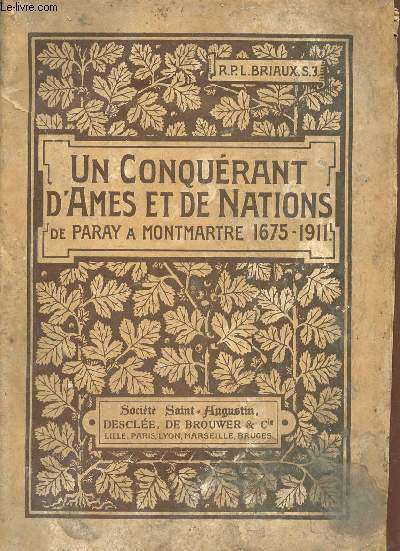 Le-livre.com
R.P.L. BRIAUX. S.J.
UN CONQUÉRANT
D'AMES ET DE NATIONS
DE PARAY A MONTMARTRE 1675-1911.
Société Saint-Augustin,
DESCLÉE, DE BROUWER & Cie
LILLE, PARIS, LYON, MARSEILLE, BRUGES.